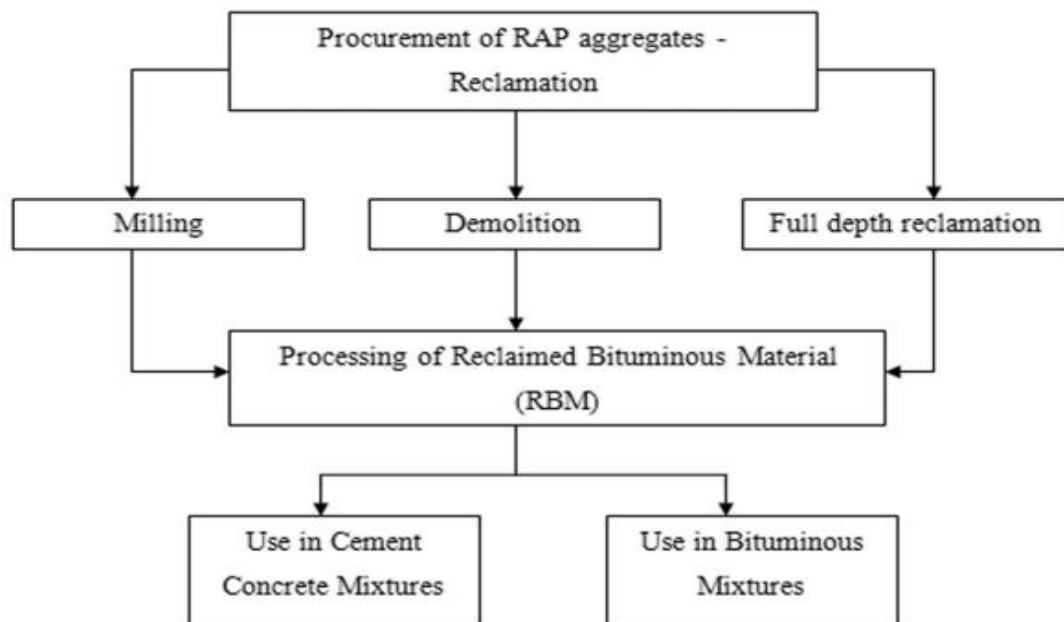 Procurement of RAP aggregates -
Reclamation
Milling
Demolition
Full depth reclamation
Processing of Reclaimed Bituminous Material
(RBM)
Use in Cement
Concrete Mixtures
Use in Bituminous
Mixtures